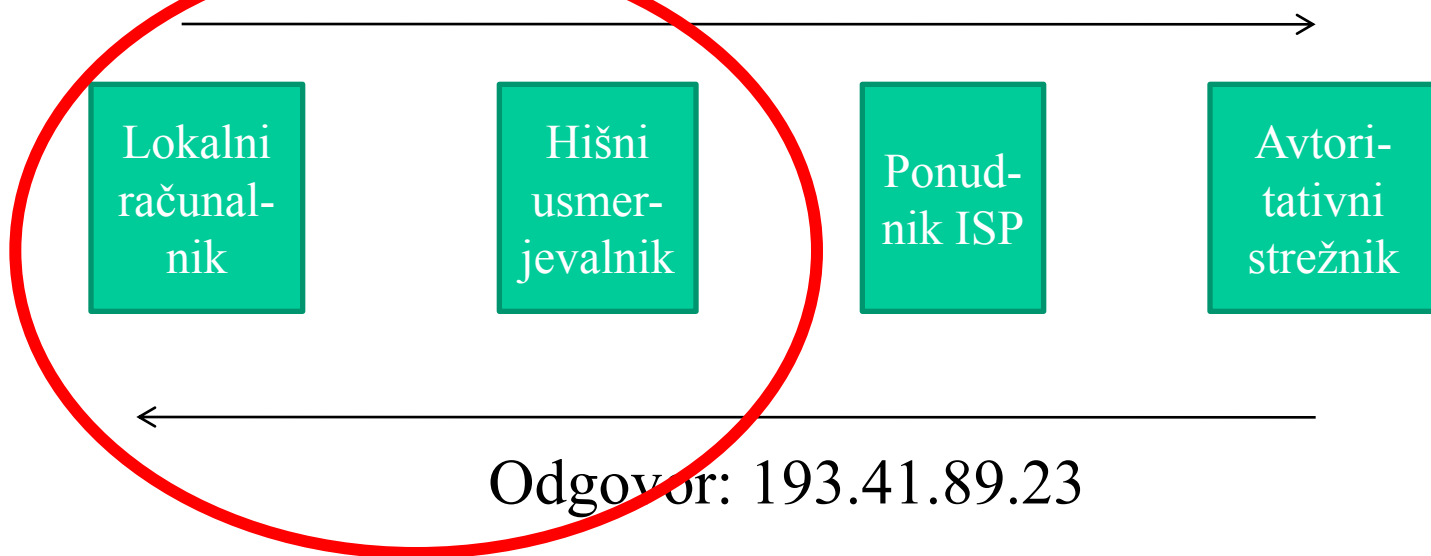 Lokalni
računal-
nik
Hišni
usmer-
jevalnik
Ponud-
nik ISP
Avtori-
tativni
strežnik
Odgovor: 193.41.89.23